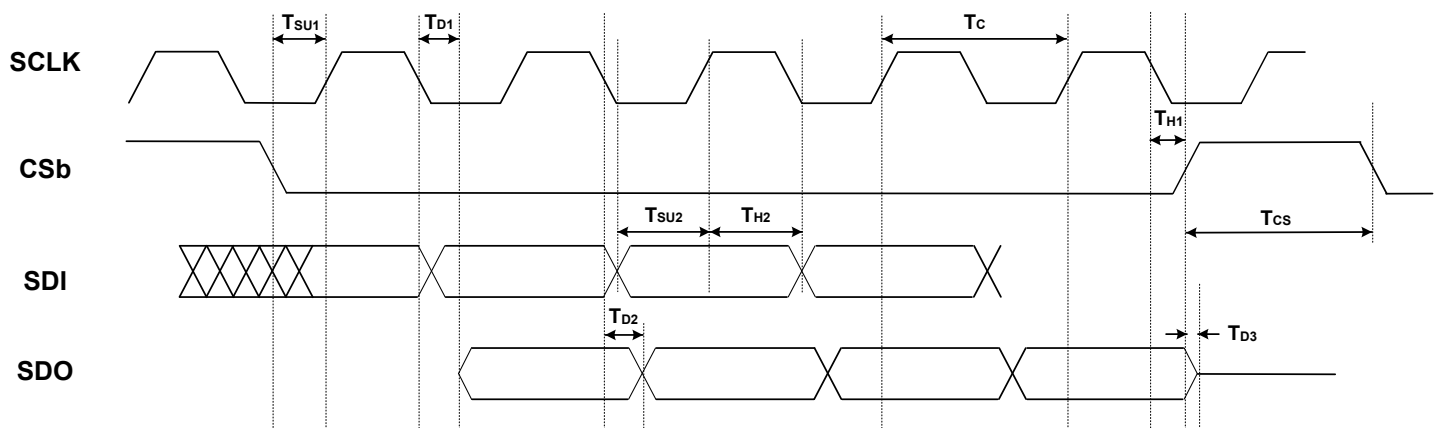 TSU1
TD1
TC
SCLK
TH1
CSb
TSU2
TH2
TCS
SDI
TD2
TD3
SDO